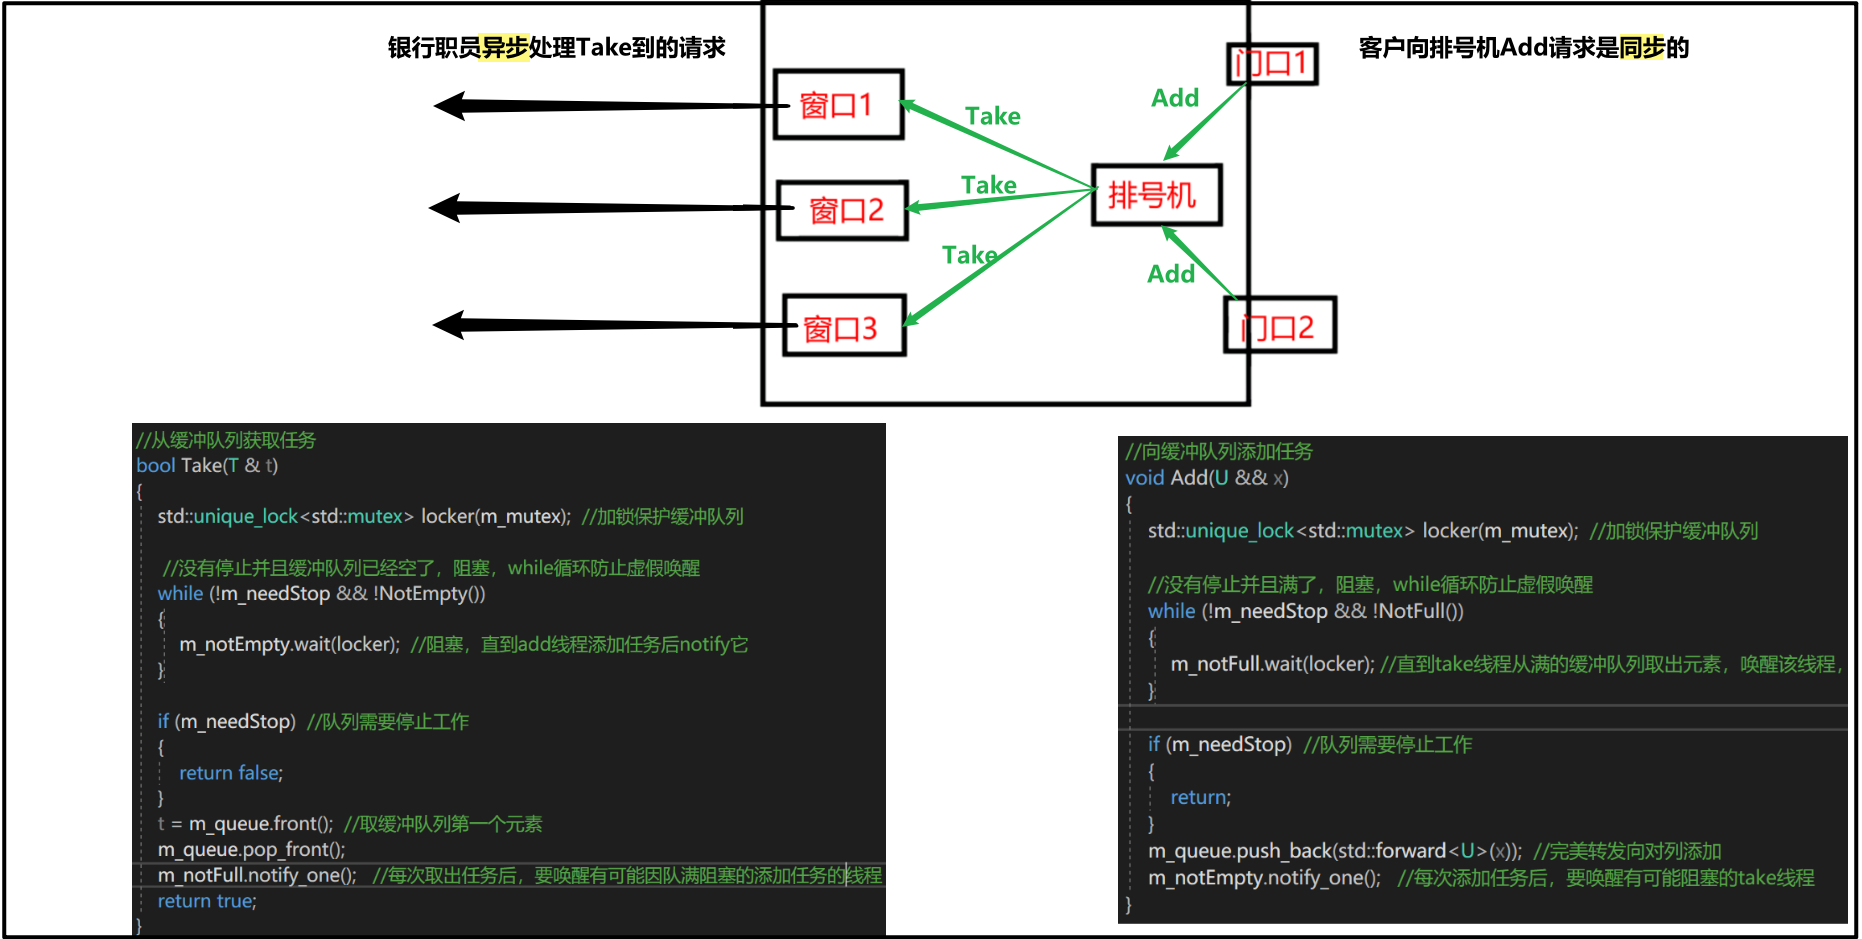 银行职员异步处理Take到的请求
客户向排号机Add请求是同步的
门口1
窗口1
Add
Take
窗口2
Take
排号机
Take
Add
窗口3
门口2
//从缓冲队列获取任务
bool Take(T & t)
{
std::unique_lock<std::mutex> locker(m_mutex); //加锁保护缓冲队列
//没有停止并且缓冲队列已经空了，阻塞，while循环防止虚假唤醒
while (!m_needStop && !NotEmpty())
{
m_notEmpty.wait(locker); //阻塞，直到add线程添加任务后notify它
}
if (m_needStop) //队列需要停止工作
{
return false;
}
t = m_queue.front(); //取缓冲队列第一个元素
m_queue.pop_front();
m_notFull.notify_one(); //每次取出任务后，要唤醒有可能因队满阻塞的添加任务的线程
return true;
}
//向缓冲队列添加任务
void Add(U && x)
{
std::unique_lock<std::mutex> locker(m_mutex); //加锁保护缓冲队列
//没有停止并且满了，阻塞，while循环防止虚假唤醒
while (!m_needStop && !NotFull())
{
m_notFull.wait(locker); //直到take线程从满的缓冲队列取出元素，唤醒该线程，
}
if (m_needStop) //队列需要停止工作
{
return;
}
m_queue.push_back(std::forward<U>(x)); //完美转发向对列添加
m_notEmpty.notify_one(); //每次添加任务后，要唤醒有可能阻塞的take线程
}